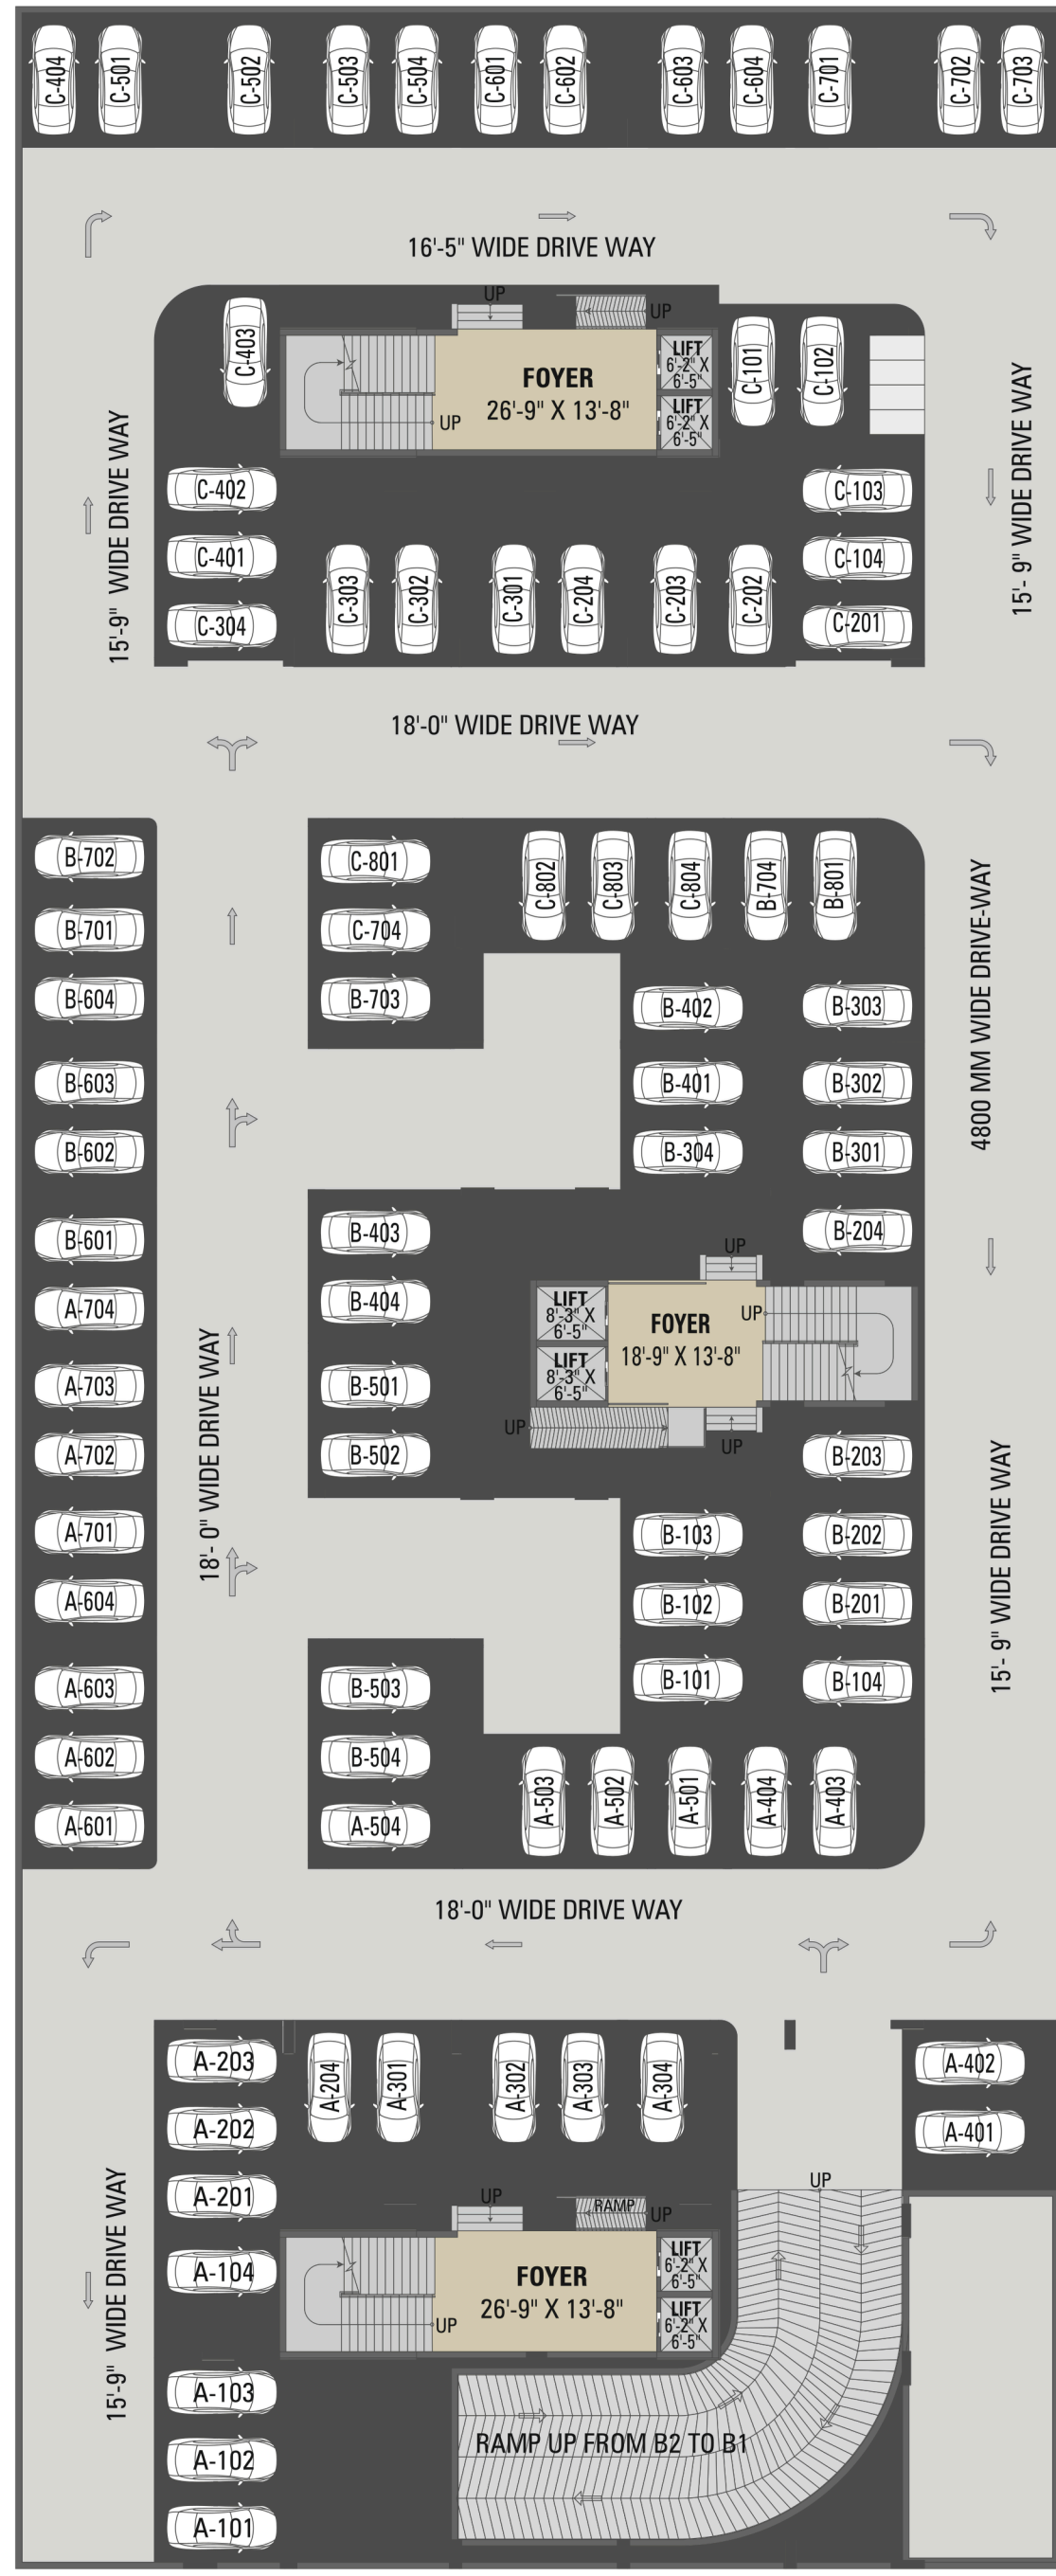 C-404
C-501
C-502
C-503
C-504
C-601
C-602
C-603
C-604
C-701
C-702
C-703
16'-5" WIDE DRIVE WAY
UP
UP
C-403
FOYER
26'-9" X 13'-8"
UP
LIFT
6'-2" X
6'-5"
LIFT
6'-2" X
6'-5"
C-101
C-102
15'-9" WIDE DRIVE WAY
15'- 9" WIDE DRIVE WAY
C-402
C-401
C-304
C-303
C-302
C-301
C-204
C-203
C-202
C-103
C-104
C-201
18'-0" WIDE DRIVE WAY
B-702
B-701
B-604
B-603
B-602
B-601
A-704
A-703
A-702
A-701
A-604
A-603
A-602
A-601
18'- 0" WIDE DRIVE WAY
C-801
C-704
B-703
C-802
C-803
C-804
B-704
B-801
B-402
B-401
B-304
B-303
B-302
B-301
B-204
4800 MM WIDE DRIVE-WAY
B-403
B-404
B-501
B-502
UP
LIFT
8'-3" X
6'-5"
LIFT
8'-3" X
6'-5"
FOYER
18'-9" X 13'-8"
UP
UP
UP
B-203
B-202
B-201
B-104
B-103
B-102
B-101
15'- 9" WIDE DRIVE WAY
B-503
B-504
A-504
A-503
A-502
A-501
A-404
A-403
18'-0" WIDE DRIVE WAY
A-203
A-202
A-201
A-104
A-103
A-102
A-101
A-204
A-301
A-302
A-303
A-304
A-402
A-401
15'-9" WIDE DRIVE WAY
UP
UP
RAMP
UP
FOYER
26'-9" X 13'-8"
UP
LIFT
6'-2" X
6'-5"
LIFT
6'-2" X
6'-5"
RAMP UP FROM B2 TO B1